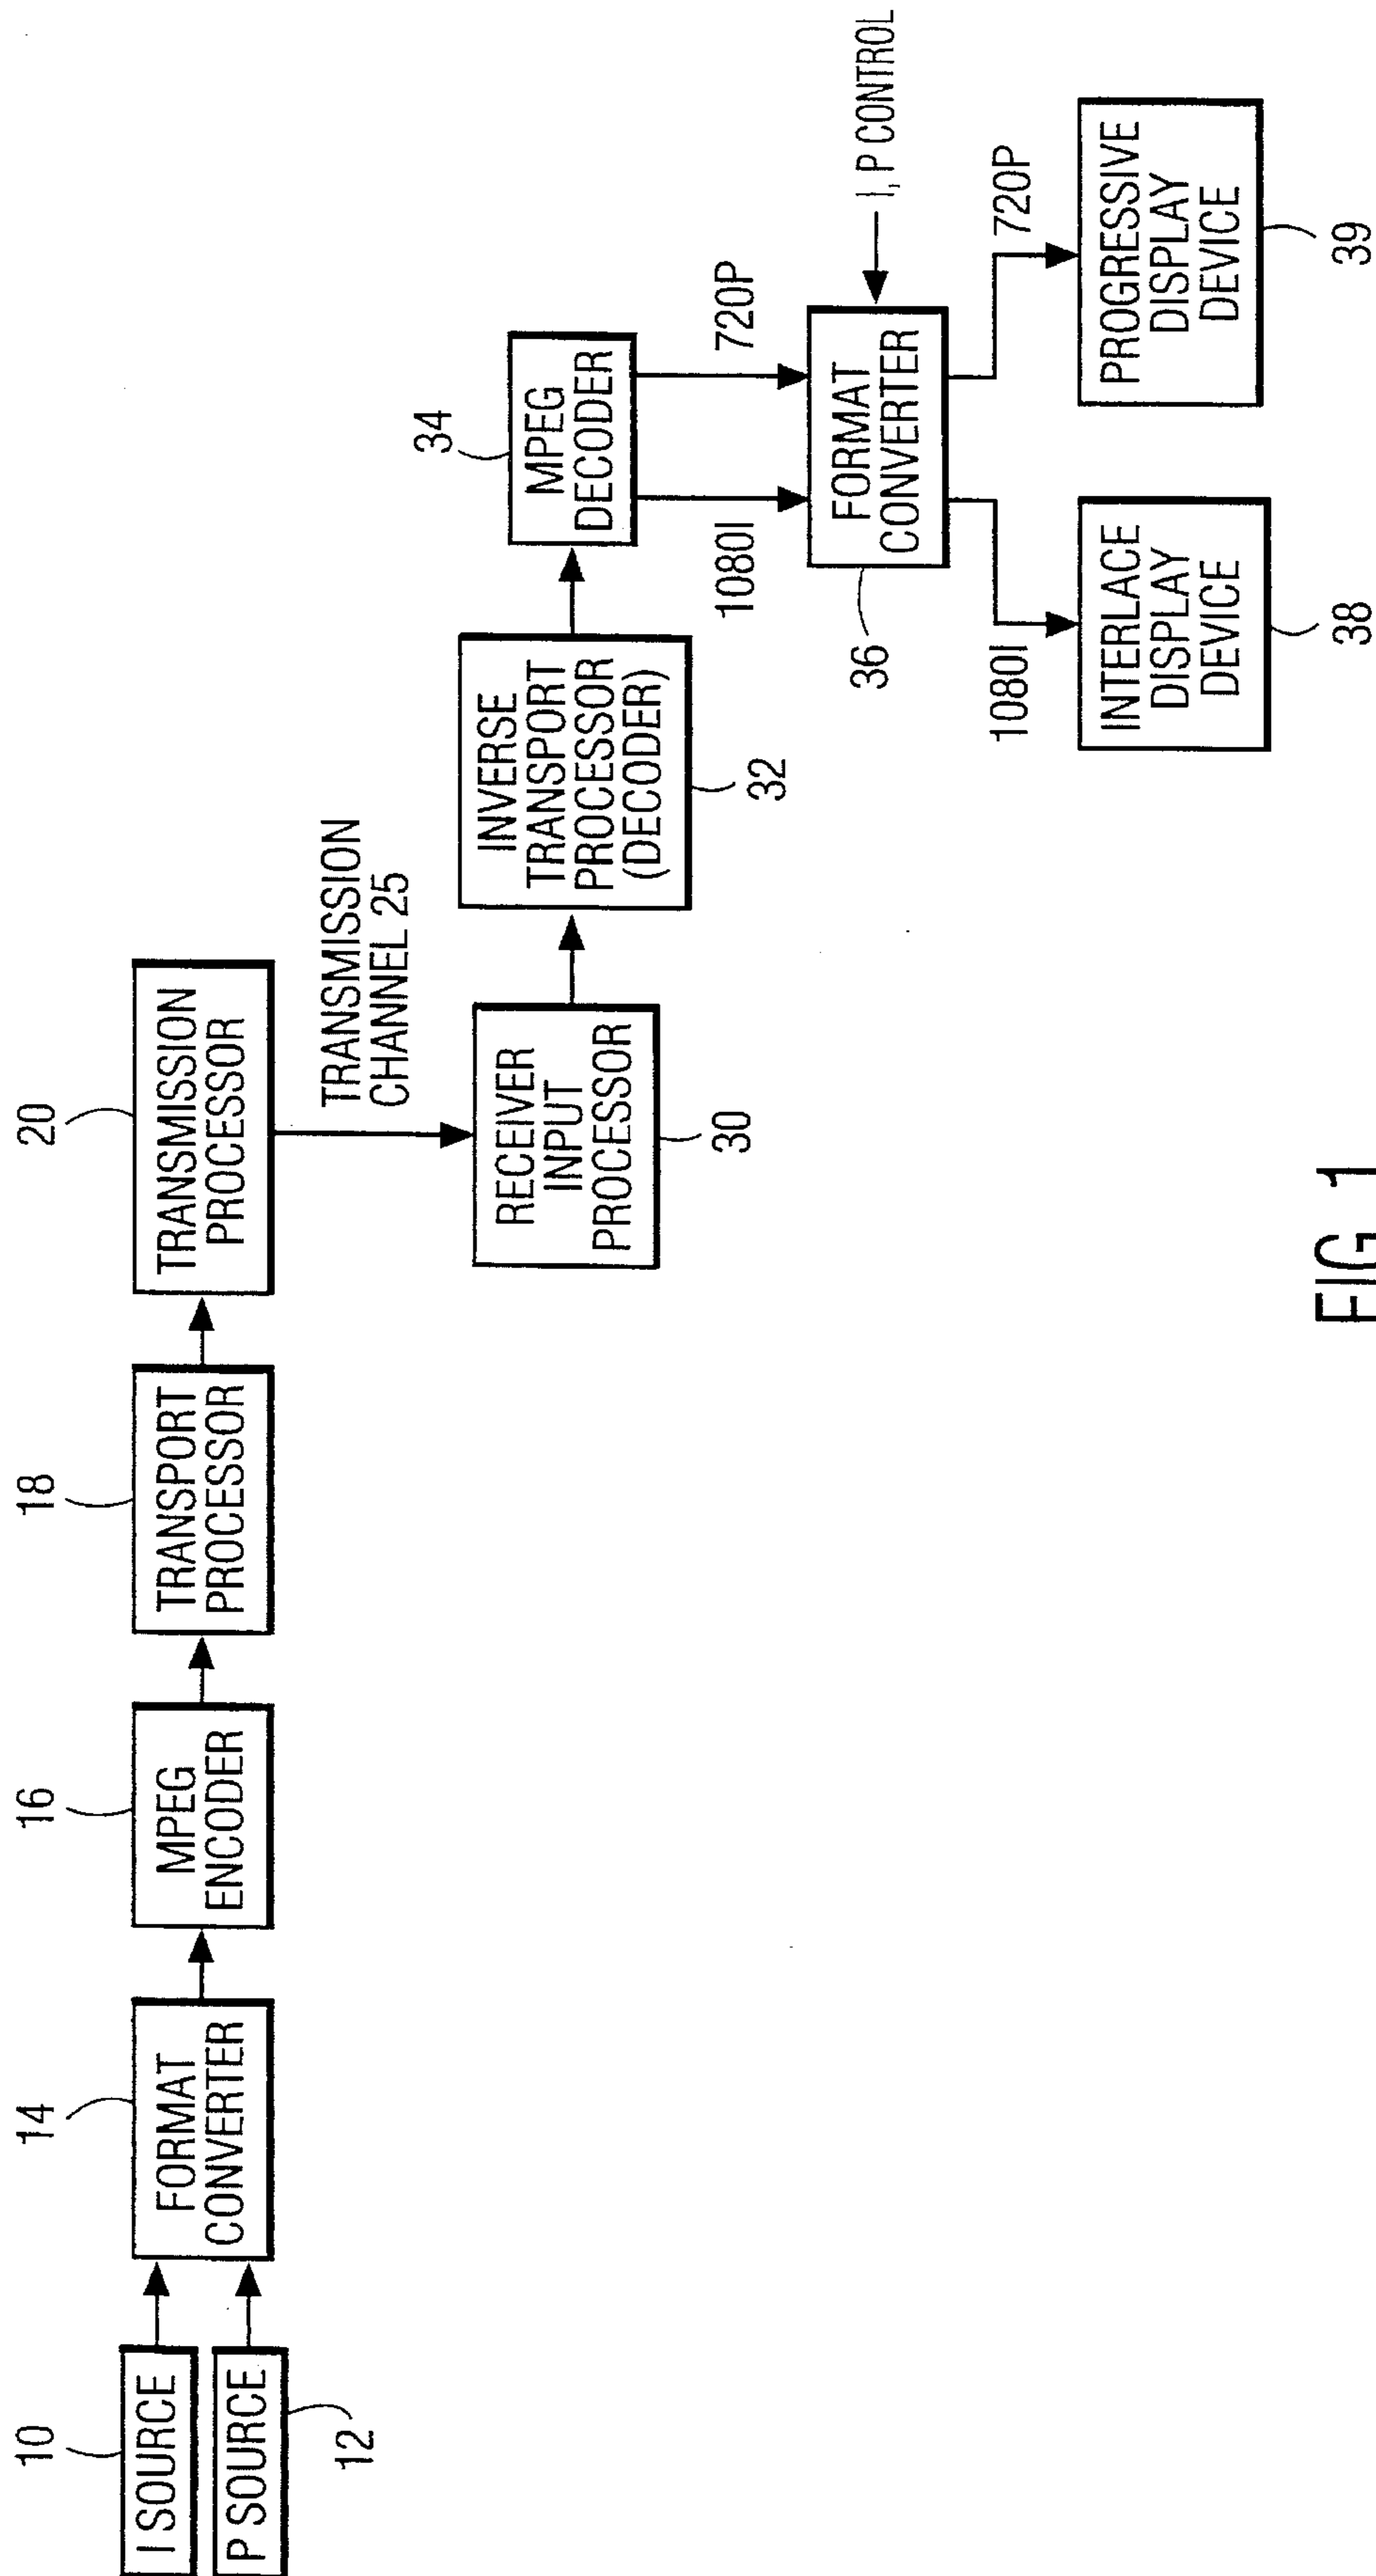 10
I SOURCE
P SOURCE
12
14
FORMAT
CONVERTER
16
MPEG
ENCODER
18
TRANSPORT
PROCESSOR
20
TRANSMISSION
PROCESSOR
TRANSMISSION
CHANNEL 25
RECEIVER
INPUT
PROCESSOR
30
INVERSE
TRANSPORT
PROCESSOR
(DECODER)
32
34
MPEG
DECODER
1080I
720P
FORMAT
CONVERTER
36
I, P CONTROL
1080I
720P
INTERLACE
DISPLAY
DEVICE
38
PROGRESSIVE
DISPLAY
DEVICE
39
FIG. 1